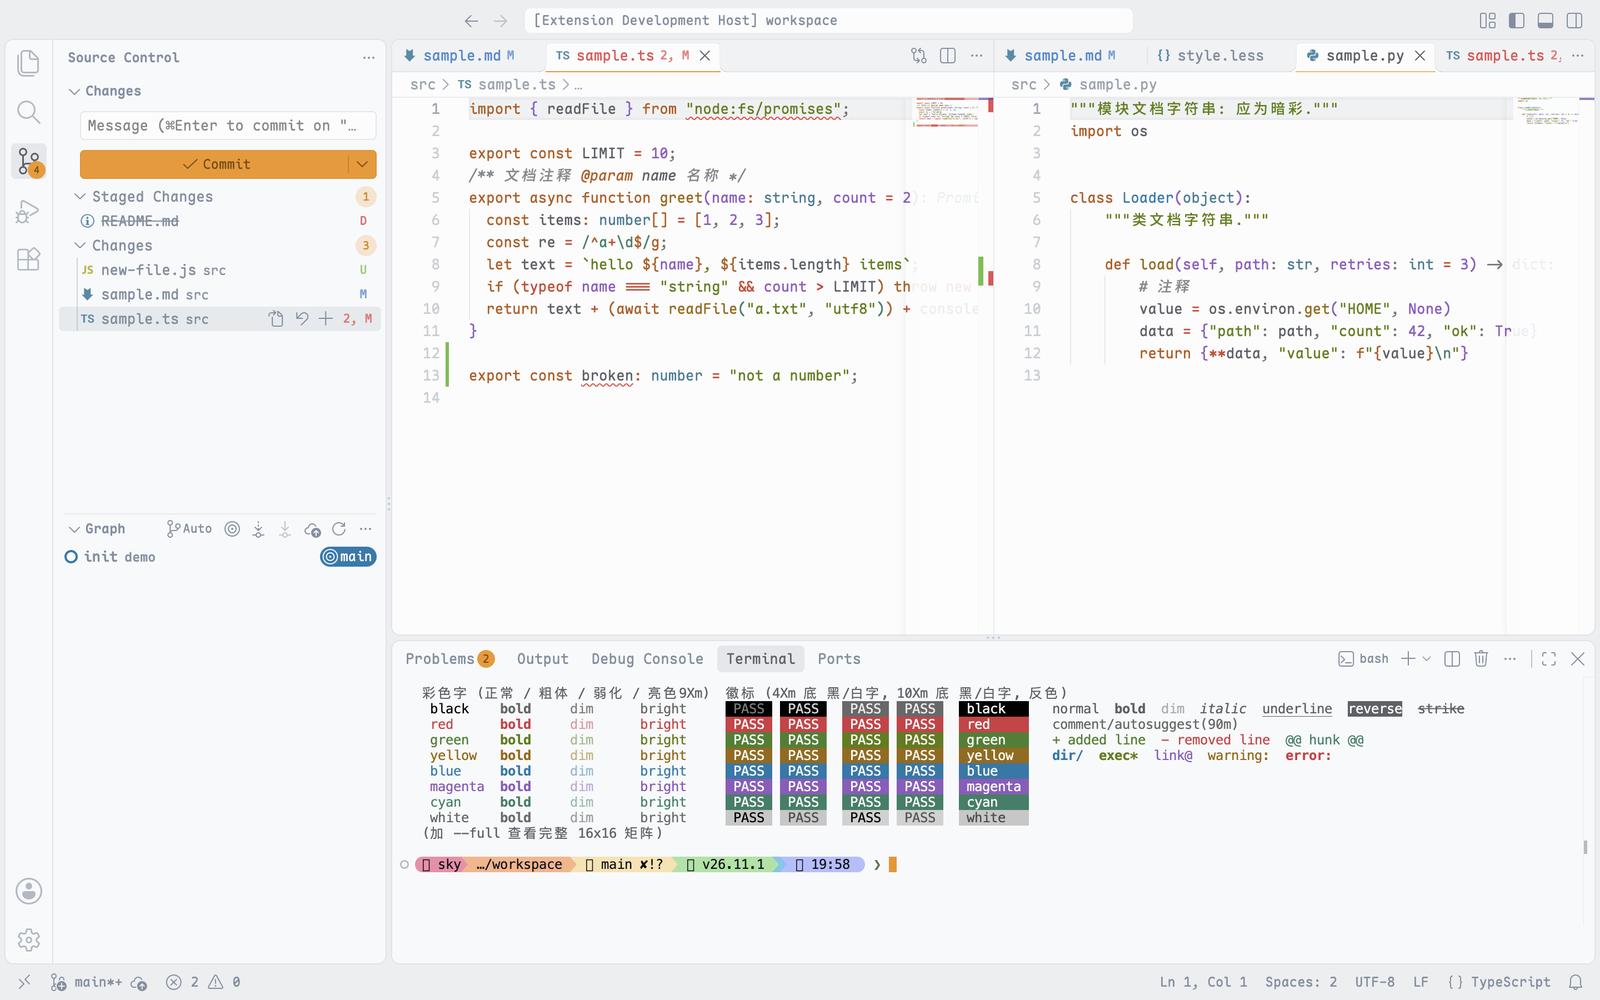 [Extension Development Host] workspace
Source Control
Changes
Message (⌘Enter to commit on "…
Commit
Staged Changes 1
README.md D
Changes 3
JS new-file.js src U
sample.md src M
TS sample.ts src 2, M
4
Graph Auto
init demo main
sample.md M
TS sample.ts 2, M
src > TS sample.ts > …
1 import { readFile } from "node:fs/promises";
2
3 export const LIMIT = 10;
4 /** 文档注释 @param name 名称 */
5 export async function greet(name: string, count = 2): Promi
6 const items: number[] = [1, 2, 3];
7 const re = /^a+\d$/g;
8 let text = `hello ${name}, ${items.length} items`;
9 if (typeof name === "string" && count > LIMIT) throw new
10 return text + (await readFile("a.txt", "utf8")) + console
11 }
12
13 export const broken: number = "not a number";
14
sample.md M
{} style.less
sample.py
TS sample.ts 2,
src > sample.py
1 """模块文档字符串: 应为暗彩."""
2 import os
3
4
5 class Loader(object):
6 """类文档字符串."""
7
8 def load(self, path: str, retries: int = 3) -> dict:
9 # 注释
10 value = os.environ.get("HOME", None)
11 data = {"path": path, "count": 42, "ok": True}
12 return {**data, "value": f"{value}\n"}
13
Problems 2 Output Debug Console Terminal Ports
bash
彩色字 (正常 / 粗体 / 弱化 / 亮色9Xm) 徽标 (4Xm 底 黑/白字, 10Xm 底 黑/白字, 反色)
black bold dim bright PASS PASS PASS PASS black normal bold dim italic underline reverse strike
red bold dim bright PASS PASS PASS PASS red comment/autosuggest(90m)
green bold dim bright PASS PASS PASS PASS green + added line - removed line @@ hunk @@
yellow bold dim bright PASS PASS PASS PASS yellow dir/ exec* link@ warning: error:
blue bold dim bright PASS PASS PASS PASS blue
magenta bold dim bright PASS PASS PASS PASS magenta
cyan bold dim bright PASS PASS PASS PASS cyan
white bold dim bright PASS PASS PASS PASS white
(加 --full 查看完整 16x16 矩阵)
sky …/workspace main ✘!? v26.11.1 19:58 ❯
main*+ 2 0
Ln 1, Col 1 Spaces: 2 UTF-8 LF {} TypeScript